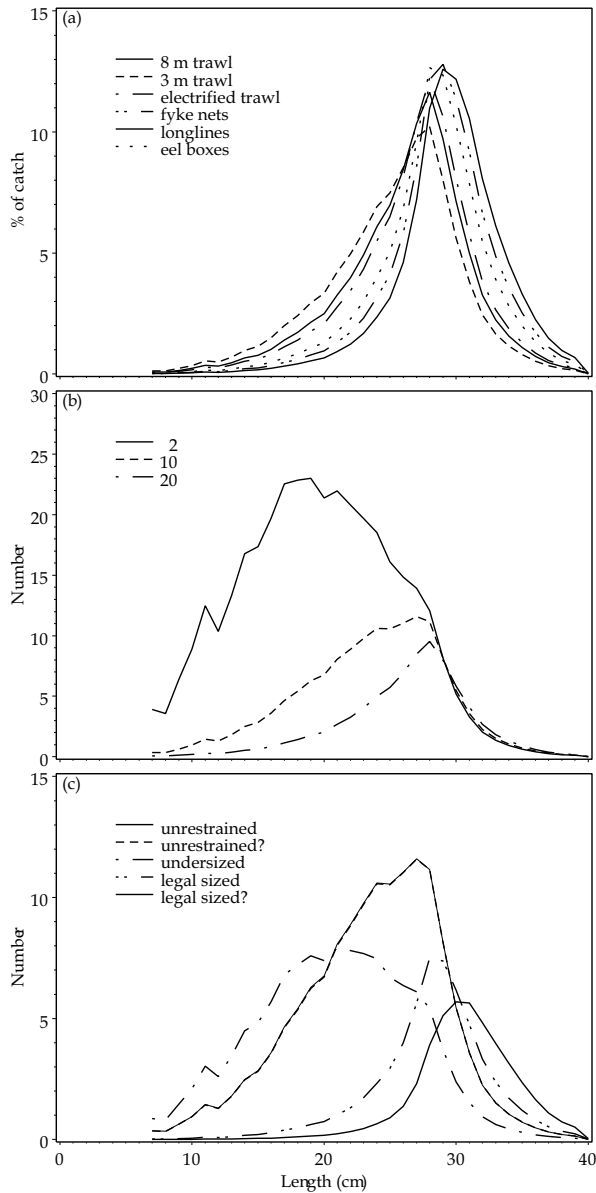 15
(a)
8 m trawl
3 m trawl
electrified trawl
fyke nets
longlines
eel boxes
10
% of catch
5
0
30
(b)
2
10
20
25
20
Number
15
10
5
0
15
(c)
unrestrained
unrestrained?
undersized
legal sized
legal sized?
10
Number
5
0
0 20 30 40
Length (cm)